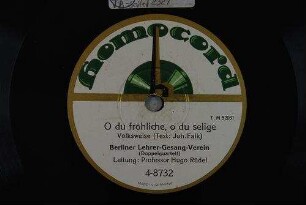 homocord
O du fröhliche, o du selige
Volksweise (Text: Joh. Falk)
Berliner Lehrer-Gesang-Verein
(Doppelquartett)
Leitung: Professor Hugo Rüdel
4-8732